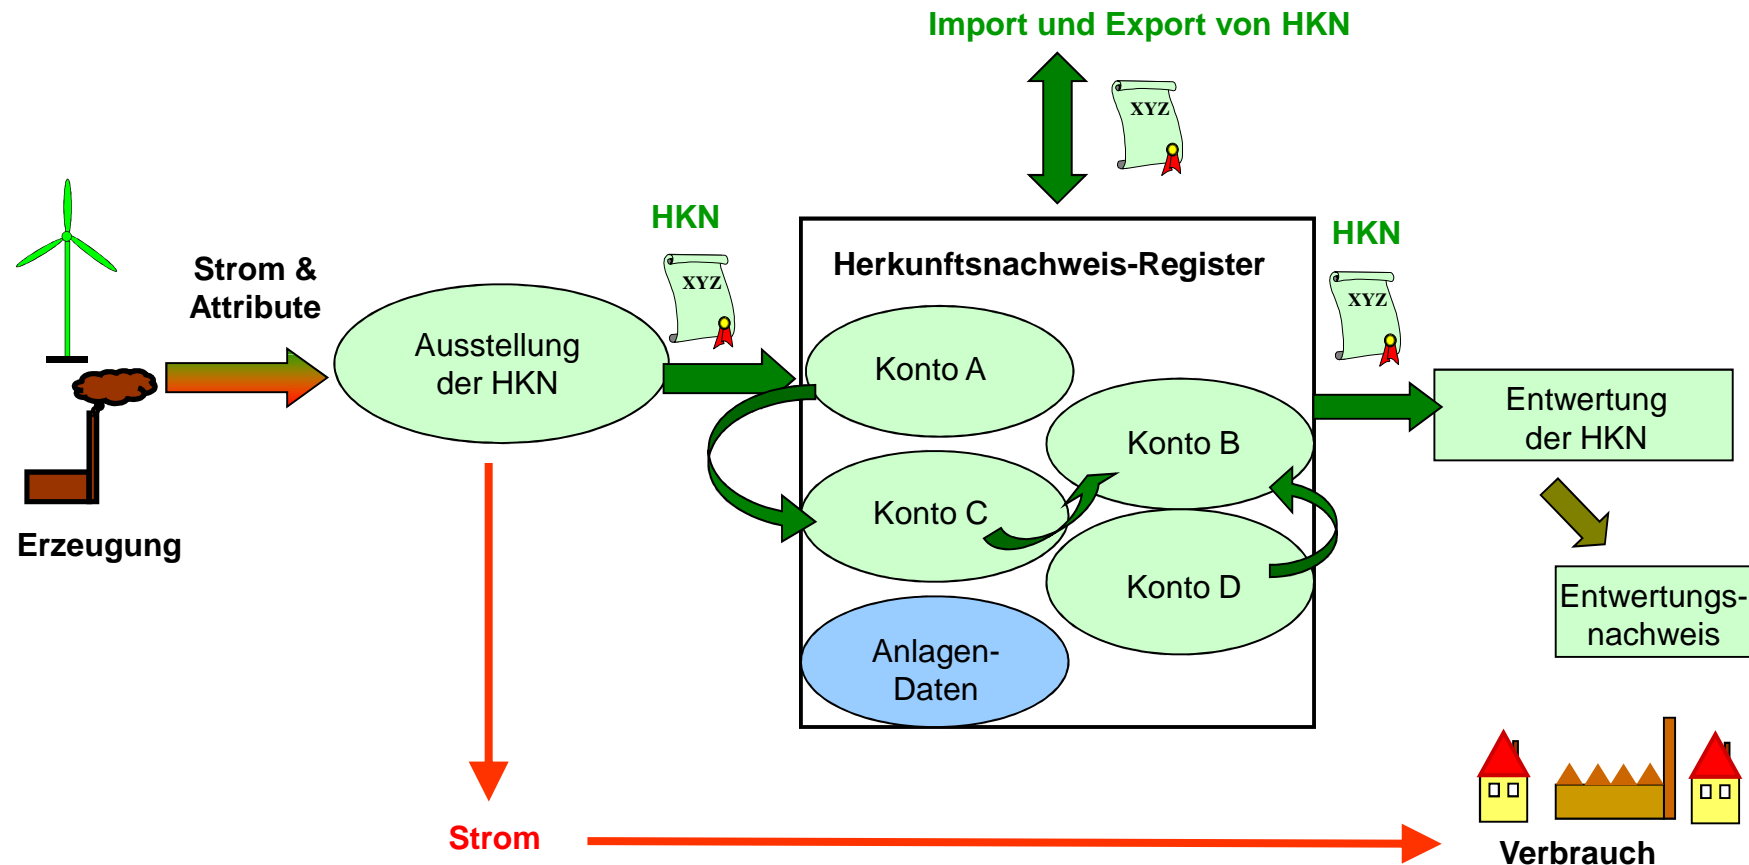 Import und Export von HKN
XYZ
HKN
XYZ
HKN
XYZ
Strom &
Attribute
Herkunftsnachweis-Register
Ausstellung
der HKN
Konto A
Konto B
Konto C
Konto D
Anlagen-
Daten
Entwertung
der HKN
Entwertungs-
nachweis
Erzeugung
Strom
Verbrauch